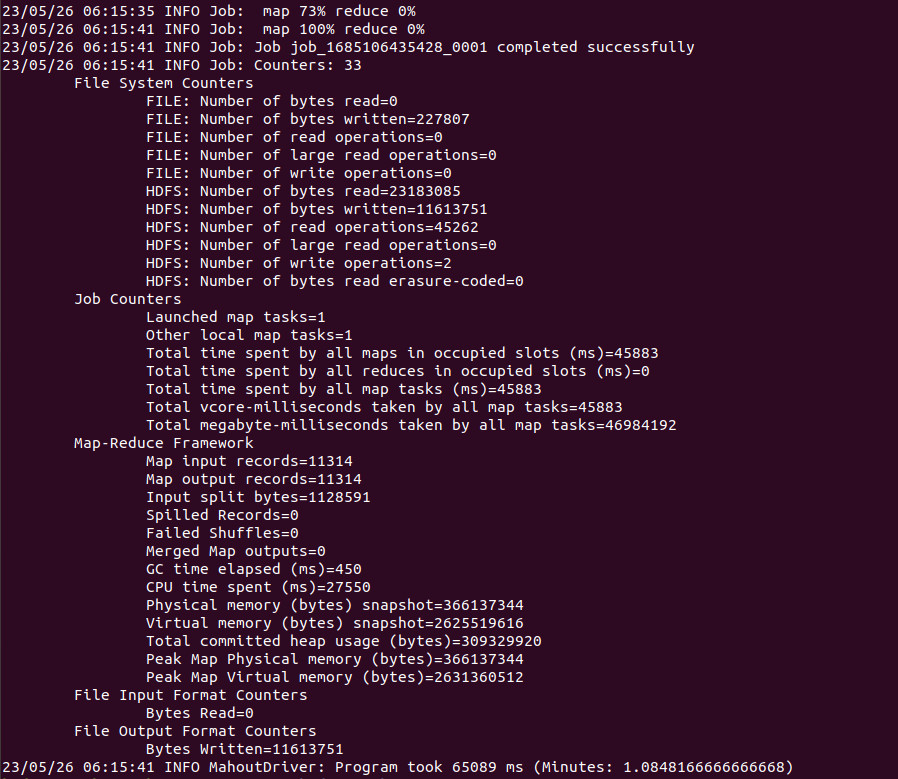 23/05/26 06:15:35 INFO Job:  map 73% reduce 0%
23/05/26 06:15:41 INFO Job:  map 100% reduce 0%
23/05/26 06:15:41 INFO Job: Job job_1685106435428_0001 completed successfully
23/05/26 06:15:41 INFO Job: Counters: 33
File System Counters
FILE: Number of bytes read=0
FILE: Number of bytes written=227807
FILE: Number of read operations=0
FILE: Number of large read operations=0
FILE: Number of write operations=0
HDFS: Number of bytes read=23183085
HDFS: Number of bytes written=11613751
HDFS: Number of read operations=45262
HDFS: Number of large read operations=0
HDFS: Number of write operations=2
HDFS: Number of bytes read erasure-coded=0
Job Counters
Launched map tasks=1
Other local map tasks=1
Total time spent by all maps in occupied slots (ms)=45883
Total time spent by all reduces in occupied slots (ms)=0
Total time spent by all map tasks (ms)=45883
Total vcore-milliseconds taken by all map tasks=45883
Total megabyte-milliseconds taken by all map tasks=46984192
Map-Reduce Framework
Map input records=11314
Map output records=11314
Input split bytes=1128591
Spilled Records=0
Failed Shuffles=0
Merged Map outputs=0
GC time elapsed (ms)=450
CPU time spent (ms)=27550
Physical memory (bytes) snapshot=366137344
Virtual memory (bytes) snapshot=2625519616
Total committed heap usage (bytes)=309329920
Peak Map Physical memory (bytes)=366137344
Peak Map Virtual memory (bytes)=2631360512
File Input Format Counters
Bytes Read=0
File Output Format Counters
Bytes Written=11613751
23/05/26 06:15:41 INFO MahoutDriver: Program took 65089 ms (Minutes: 1.0848166666666668)